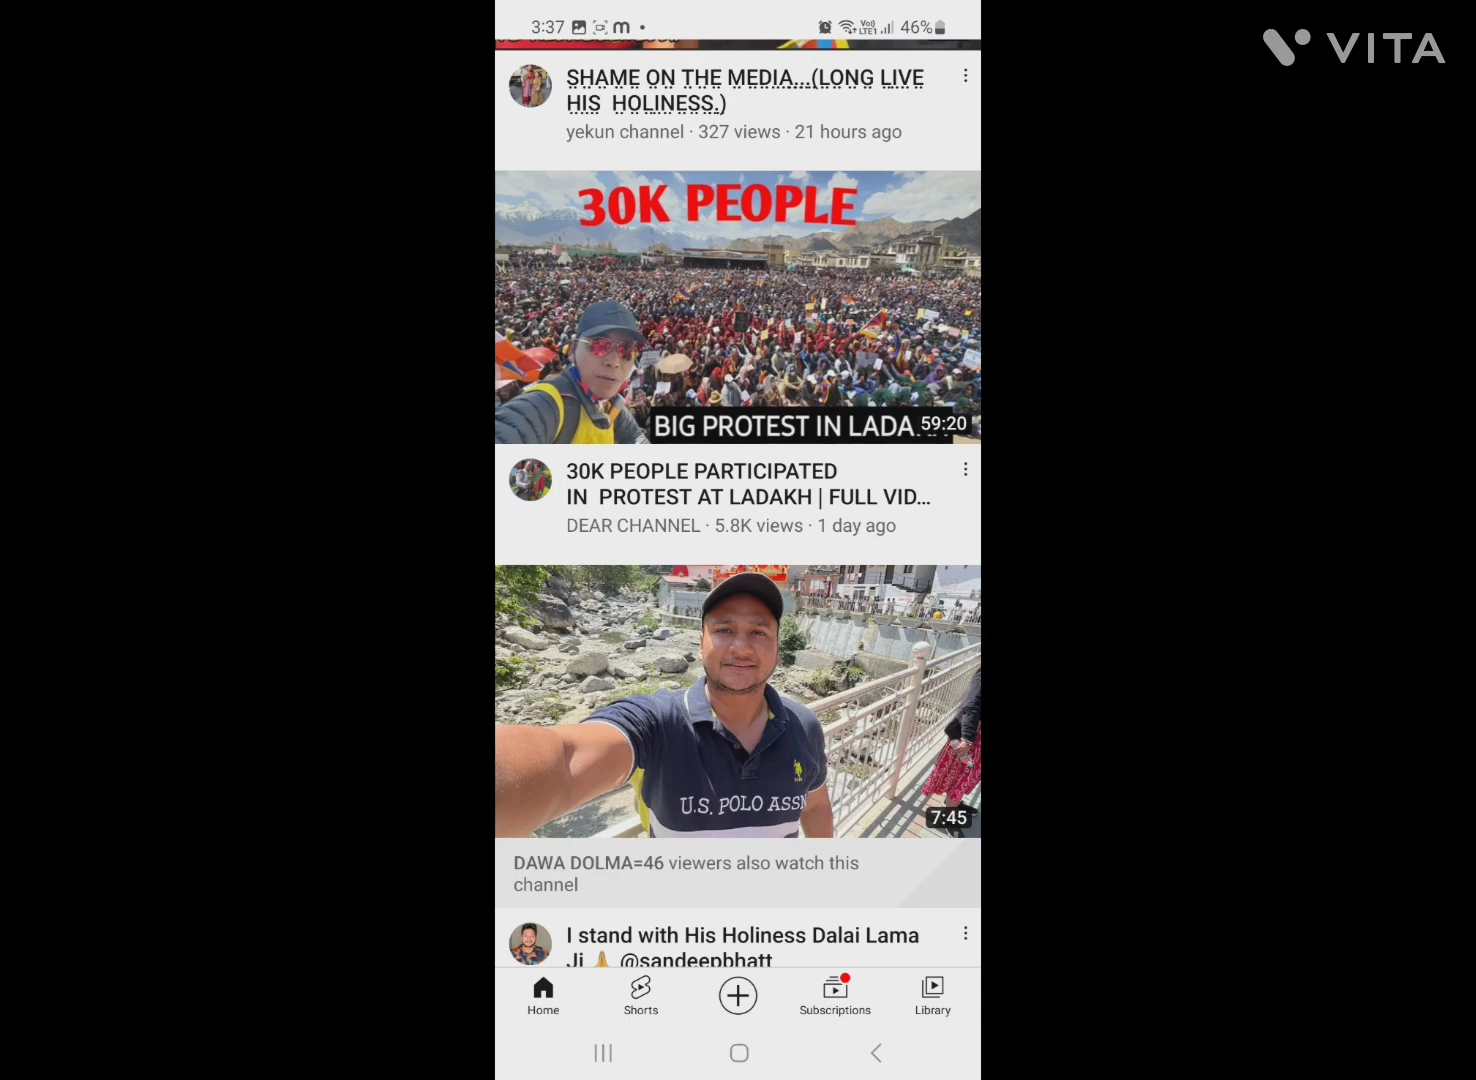 3:37
46%
VITA
SHAME ON THE MEDIA...(LONG LIVE
HIS HOLINESS.)
yekun channel · 327 views · 21 hours ago
30K PEOPLE
BIG PROTEST IN LADA
59:20
30K PEOPLE PARTICIPATED
IN PROTEST AT LADAKH | FULL VID...
DEAR CHANNEL · 5.8K views · 1 day ago
U.S. POLO ASSN
7:45
DAWA DOLMA=46 viewers also watch this
channel
I stand with His Holiness Dalai Lama
Ji 🙏 @sandeepbhatt
Home
Shorts
Subscriptions
Library